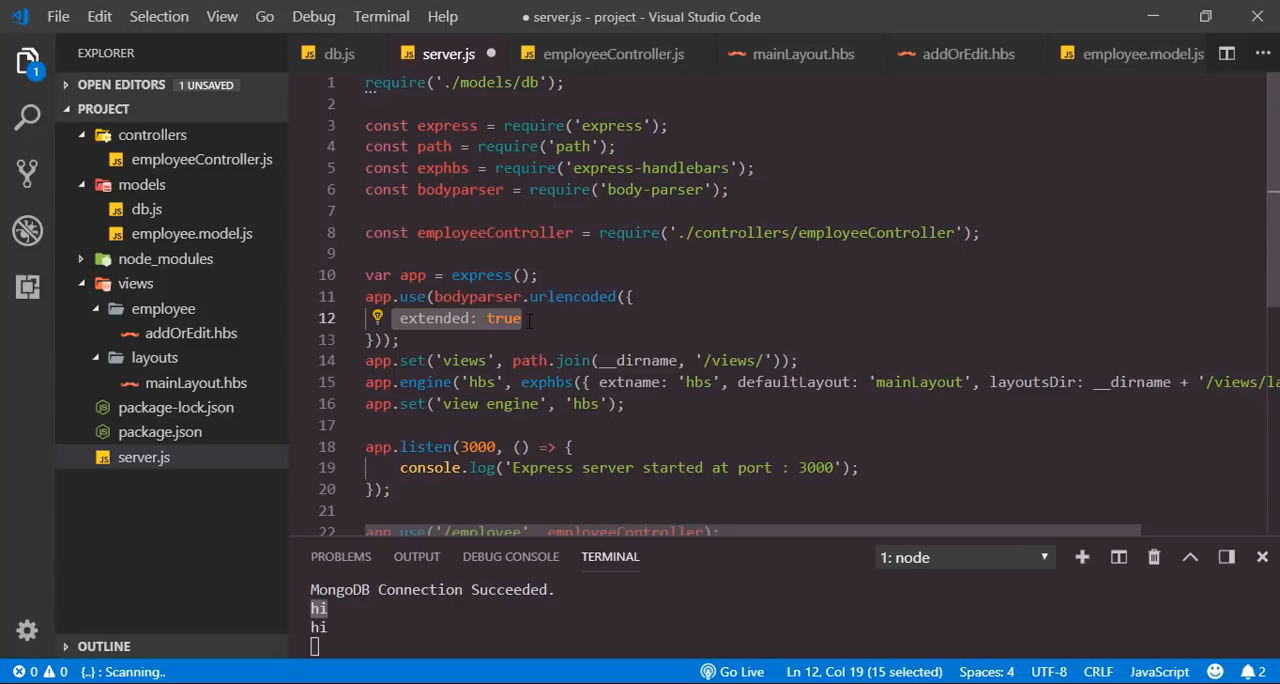 File Edit Selection View Go Debug Terminal Help ● server.js - project - Visual Studio Code
EXPLORER
OPEN EDITORS 1 UNSAVED
PROJECT
controllers
employeeController.js
models
db.js
employee.model.js
node_modules
views
employee
addOrEdit.hbs
layouts
mainLayout.hbs
package-lock.json
package.json
server.js
OUTLINE
1
db.js server.js ● employeeController.js mainLayout.hbs addOrEdit.hbs employee.model.js
1 require('./models/db');
2
3 const express = require('express');
4 const path = require('path');
5 const exphbs = require('express-handlebars');
6 const bodyparser = require('body-parser');
7
8 const employeeController = require('./controllers/employeeController');
9
10 var app = express();
11 app.use(bodyparser.urlencoded({
12 extended: true
13 }));
14 app.set('views', path.join(__dirname, '/views/'));
15 app.engine('hbs', exphbs({ extname: 'hbs', defaultLayout: 'mainLayout', layoutsDir: __dirname + '/views/la
16 app.set('view engine', 'hbs');
17
18 app.listen(3000, () => {
19 console.log('Express server started at port : 3000');
20 });
21
22 app.use('/employee', employeeController);
PROBLEMS OUTPUT DEBUG CONSOLE TERMINAL 1: node
MongoDB Connection Succeeded.
hi
hi
0 0 {..} : Scanning.. Go Live Ln 12, Col 19 (15 selected) Spaces: 4 UTF-8 CRLF JavaScript 2